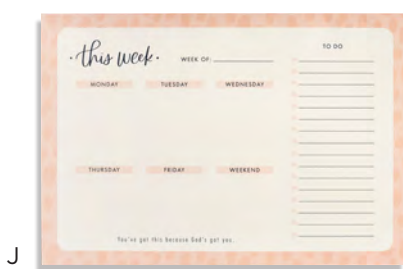 · this week ·
WEEK OF:
TO DO
MONDAY TUESDAY WEDNESDAY
THURSDAY FRIDAY WEEKEND
You've got this because God's got you.
J